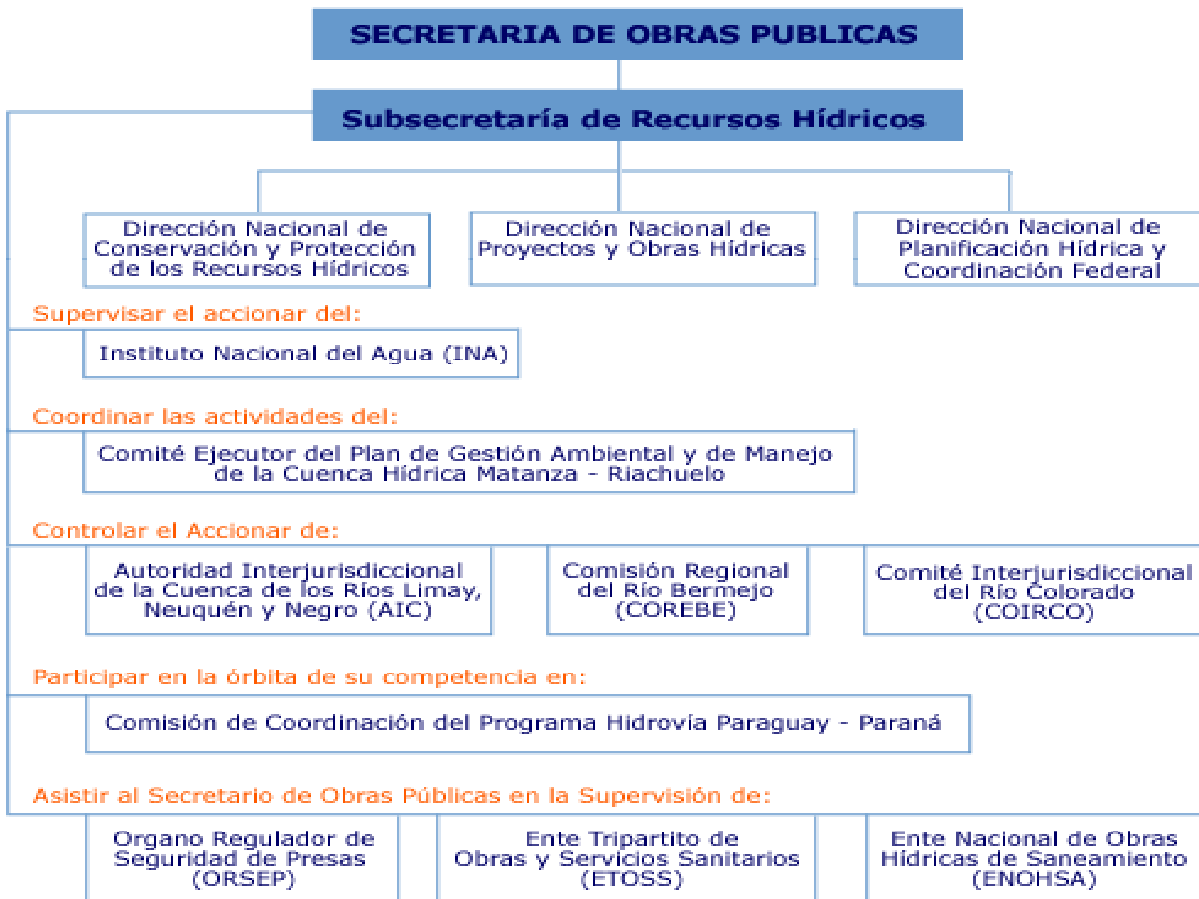 SECRETARIA DE OBRAS PUBLICAS
Subsecretaría de Recursos Hídricos
Dirección Nacional de
Conservación y Protección
de los Recursos Hídricos
Dirección Nacional de
Proyectos y Obras Hídricas
Dirección Nacional de
Planificación Hídrica y
Coordinación Federal
Supervisar el accionar del:
Instituto Nacional del Agua (INA)
Coordinar las actividades del:
Comité Ejecutor del Plan de Gestión Ambiental y de Manejo
de la Cuenca Hídrica Matanza - Riachuelo
Controlar el Accionar de:
Autoridad Interjurisdiccional
de la Cuenca de los Ríos Limay,
Neuquén y Negro (AIC)
Comisión Regional
del Río Bermejo
(COREBE)
Comité Interjurisdiccional
del Río Colorado
(COIRCO)
Participar en la órbita de su competencia en:
Comisión de Coordinación del Programa Hidrovía Paraguay - Paraná
Asistir al Secretario de Obras Públicas en la Supervisión de:
Organo Regulador de
Seguridad de Presas
(ORSEP)
Ente Tripartito de
Obras y Servicios Sanitarios
(ETOSS)
Ente Nacional de Obras
Hídricas de Saneamiento
(ENOHSA)